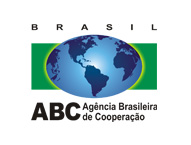 BRASIL
ABC Agência Brasileira
de Cooperação